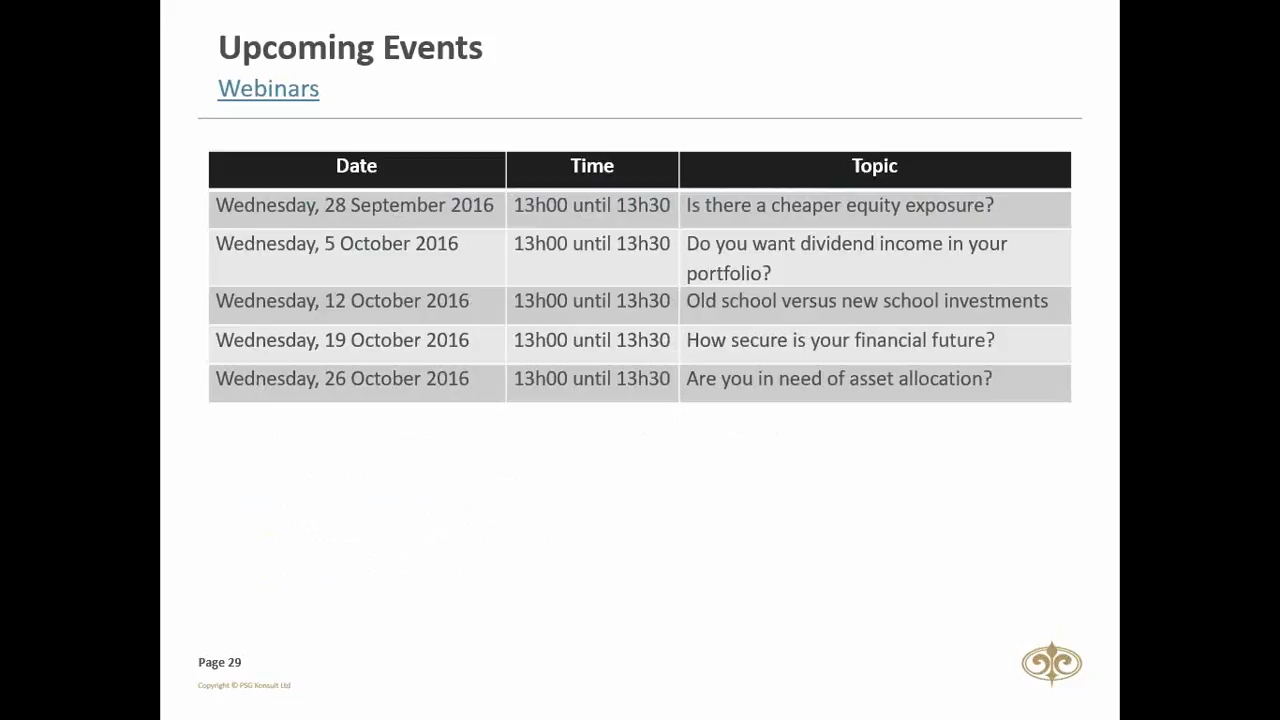 Upcoming Events
Webinars
Date Time Topic
Wednesday, 28 September 2016 13h00 until 13h30 Is there a cheaper equity exposure?
Wednesday, 5 October 2016 13h00 until 13h30 Do you want dividend income in your
portfolio?
Wednesday, 12 October 2016 13h00 until 13h30 Old school versus new school investments
Wednesday, 19 October 2016 13h00 until 13h30 How secure is your financial future?
Wednesday, 26 October 2016 13h00 until 13h30 Are you in need of asset allocation?
Page 29
Copyright © PSG Konsult Ltd